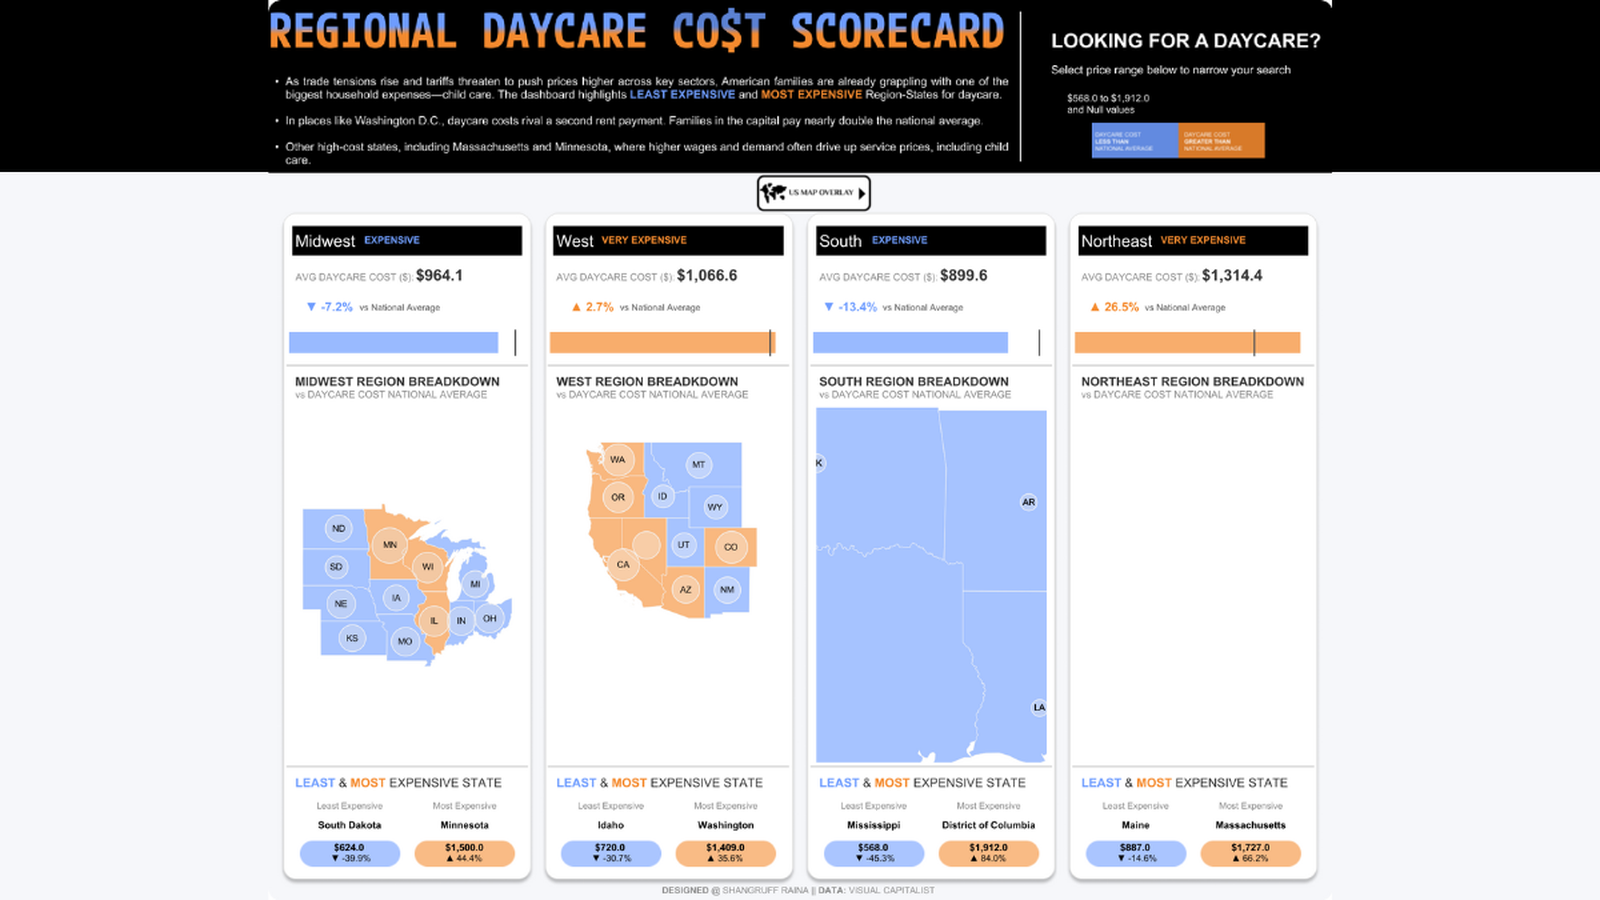 REGIONAL DAYCARE CO$T SCORECARD
• As trade tensions rise and tariffs threaten to push prices higher across key sectors, American families are already grappling with one of the
biggest household expenses—child care. The dashboard highlights LEAST EXPENSIVE and MOST EXPENSIVE Region-States for daycare.
• In places like Washington D.C., daycare costs rival a second rent payment. Families in the capital pay nearly double the national average.
• Other high-cost states, including Massachusetts and Minnesota, where higher wages and demand often drive up service prices, including child
care.
LOOKING FOR A DAYCARE?
Select price range below to narrow your search
$568.0 to $1,912.0
and Null values
DAYCARE COST
LESS THAN
NATIONAL AVERAGE
DAYCARE COST
GREATER THAN
NATIONAL AVERAGE
US MAP OVERLAY
Midwest EXPENSIVE
AVG DAYCARE COST ($): $964.1
▼ -7.2% vs National Average
MIDWEST REGION BREAKDOWN
vs DAYCARE COST NATIONAL AVERAGE
ND
MN
SD
WI
MI
NE
IA
IL
IN
OH
KS
MO
LEAST & MOST EXPENSIVE STATE
Least Expensive
Most Expensive
South Dakota
Minnesota
$624.0
▼ -39.9%
$1,500.0
▲ 44.4%
West VERY EXPENSIVE
AVG DAYCARE COST ($): $1,066.6
▲ 2.7% vs National Average
WEST REGION BREAKDOWN
vs DAYCARE COST NATIONAL AVERAGE
WA
MT
OR
ID
WY
UT
CO
CA
AZ
NM
LEAST & MOST EXPENSIVE STATE
Least Expensive
Most Expensive
Idaho
Washington
$720.0
▼ -30.7%
$1,409.0
▲ 35.6%
South EXPENSIVE
AVG DAYCARE COST ($): $899.6
▼ -13.4% vs National Average
SOUTH REGION BREAKDOWN
vs DAYCARE COST NATIONAL AVERAGE
K
AR
LA
LEAST & MOST EXPENSIVE STATE
Least Expensive
Most Expensive
Mississippi
District of Columbia
$568.0
▼ -45.3%
$1,912.0
▲ 84.0%
Northeast VERY EXPENSIVE
AVG DAYCARE COST ($): $1,314.4
▲ 26.5% vs National Average
NORTHEAST REGION BREAKDOWN
vs DAYCARE COST NATIONAL AVERAGE
LEAST & MOST EXPENSIVE STATE
Least Expensive
Most Expensive
Maine
Massachusetts
$887.0
▼ -14.6%
$1,727.0
▲ 66.2%
DESIGNED @ SHANGRUFF RAINA || DATA: VISUAL CAPITALIST